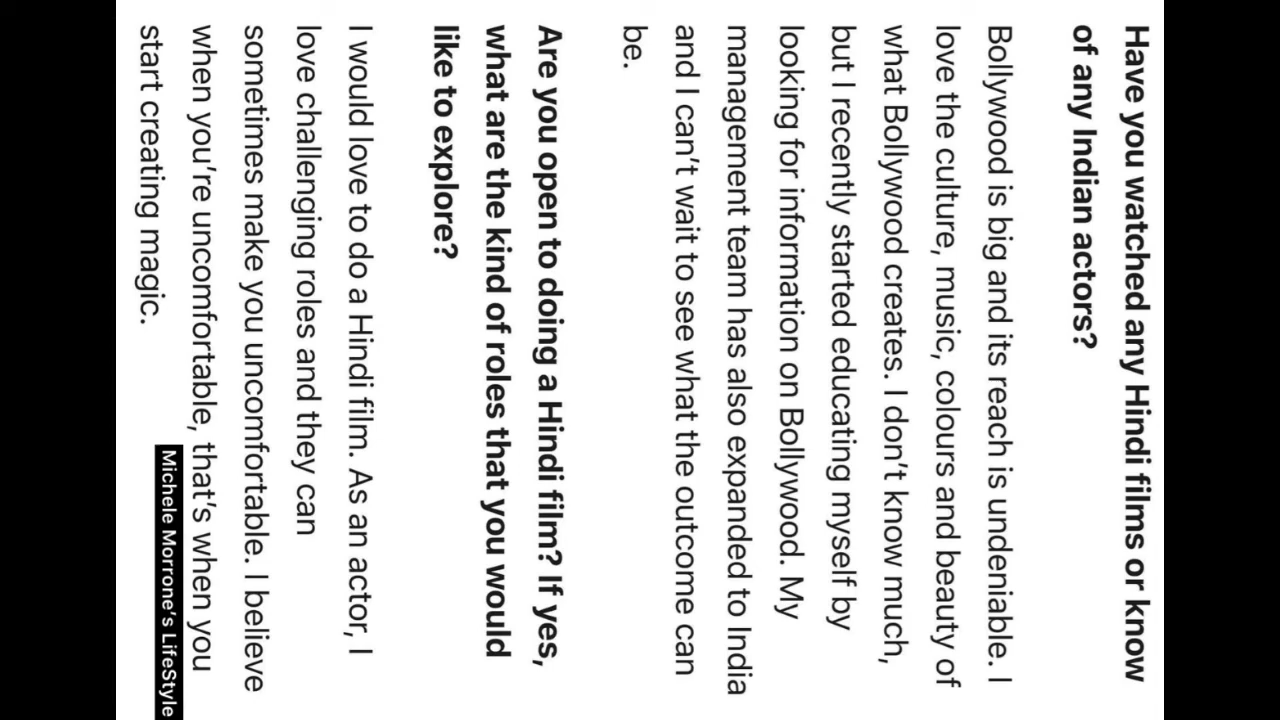 Have you watched any Hindi films or know
of any Indian actors?
Bollywood is big and its reach is undeniable. I
love the culture, music, colours and beauty of
what Bollywood creates. I don't know much,
but I recently started educating myself by
looking for information on Bollywood. My
management team has also expanded to India
and I can't wait to see what the outcome can
be.
Are you open to doing a Hindi film? If yes,
what are the kind of roles that you would
like to explore?
I would love to do a Hindi film. As an actor, I
love challenging roles and they can
sometimes make you uncomfortable. I believe
when you're uncomfortable, that's when you
start creating magic.
Michele Morrone's LifeStyle